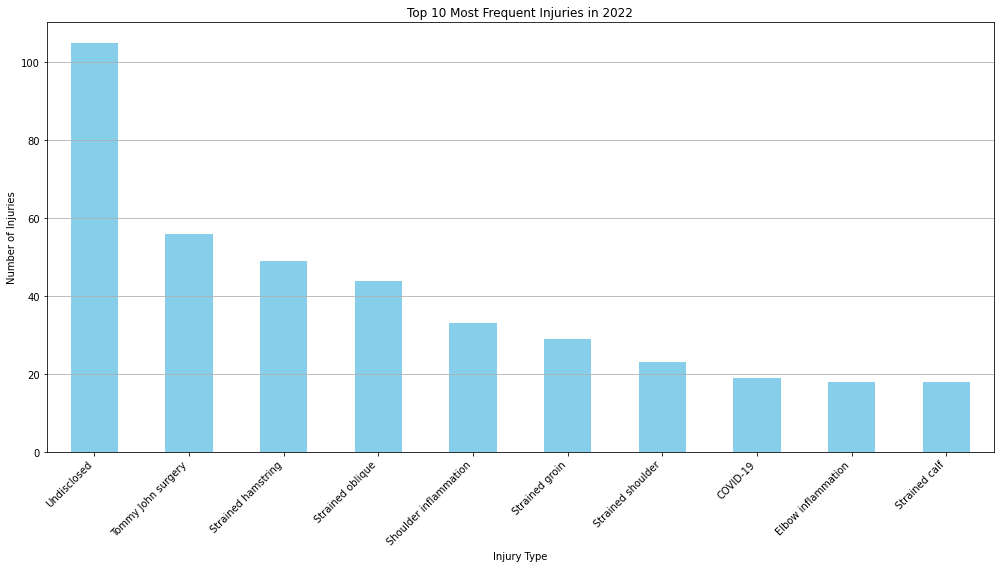 Top 10 Most Frequent Injuries in 2022
Number of Injuries
100
80
60
40
20
0
Undisclosed
Tommy John surgery
Strained hamstring
Strained oblique
Shoulder inflammation
Strained groin
Strained shoulder
COVID-19
Elbow inflammation
Strained calf
Injury Type